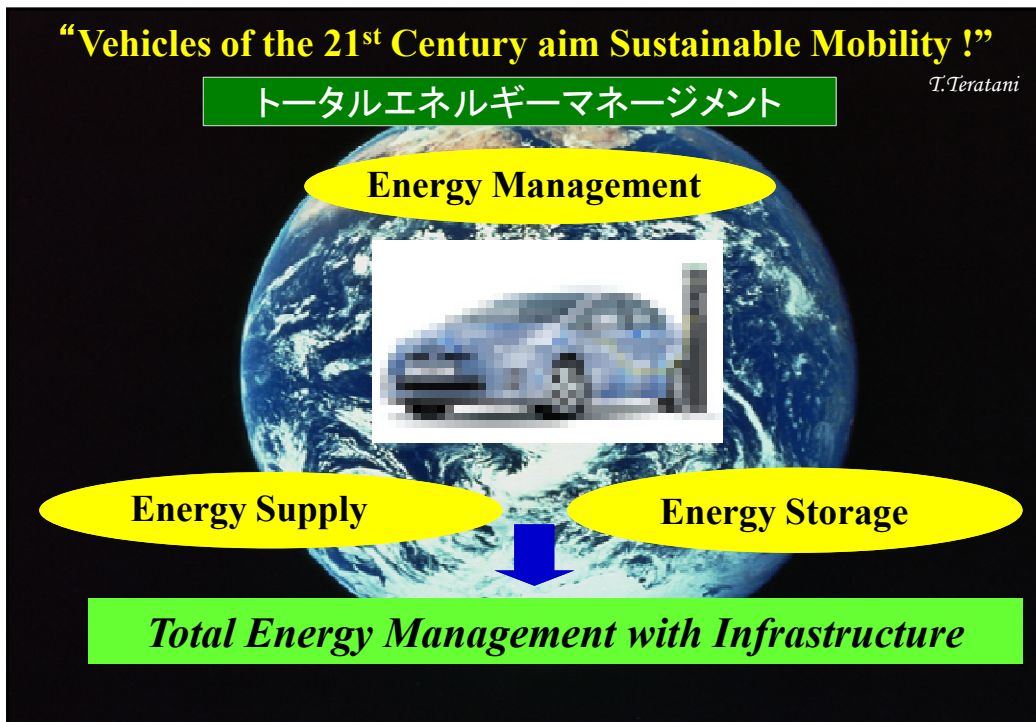 “Vehicles of the 21st Century aim Sustainable Mobility !”
T.Teratani
トータルエネルギーマネージメント
Energy Management
Energy Supply
Energy Storage
Total Energy Management with Infrastructure